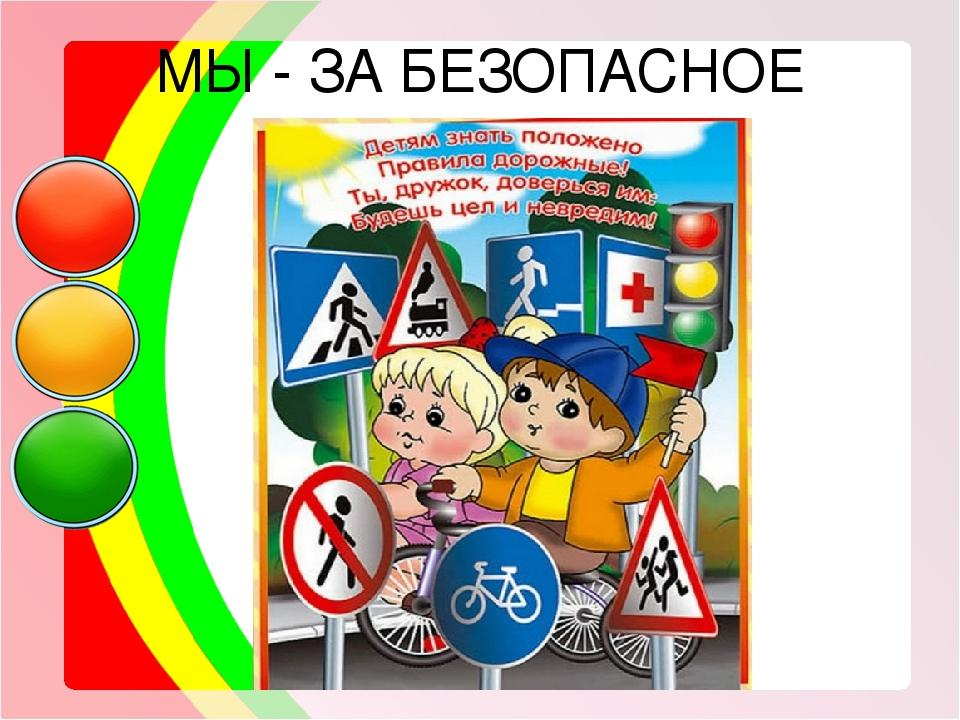 МЫ - ЗА БЕЗОПАСНОЕ
Детям знать положено
Правила дорожные!
Ты, дружок, доверься им:
Будешь цел и невредим!